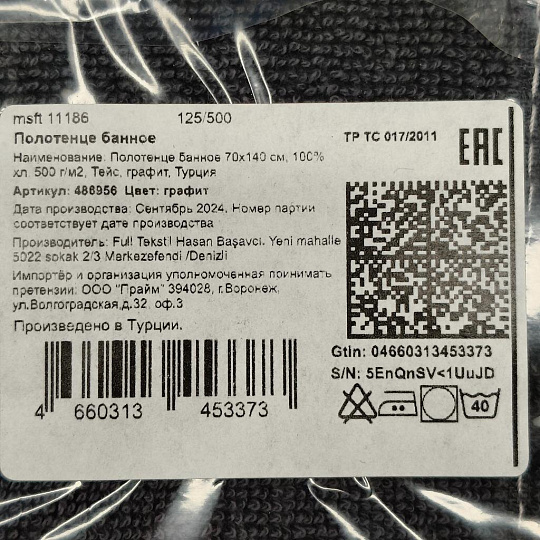 msft 11186 125/500
Полотенце банное
ТР ТС 017/2011
EAC
Наименование: Полотенце банное 70х140 см, 100%
хл, 500 г/м2, Тейс, графит, Турция
Артикул: 486956 Цвет: графит
Дата производства: Сентябрь 2024, Номер партии
соответствует дате производства
Производитель: Full Tekstil Hasan Başavcı. Yeni mahalle
5022 sokak 2/3 Merkezefendi /Denizli
Импортёр и организация уполномоченная принимать
претензии: ООО "Прайм" 394028, г.Воронеж,
ул.Волгоградская,д.32, оф.3
Произведено в Турции.
4 660313 453373
Gtin: 04660313453373
S/N: 5EnQnSV<1UuJD
40